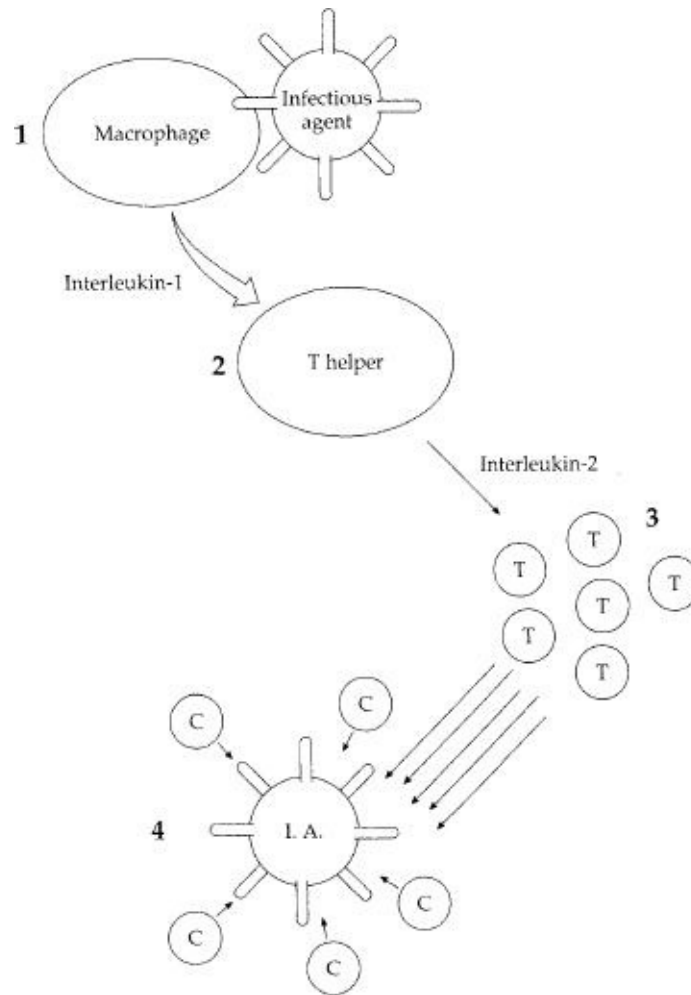 Infectious
agent
1
Macrophage
Interleukin-1
2
T helper
Interleukin-2
3
T
T
T
T
T
T
C
C
4
I. A.
C
C
C